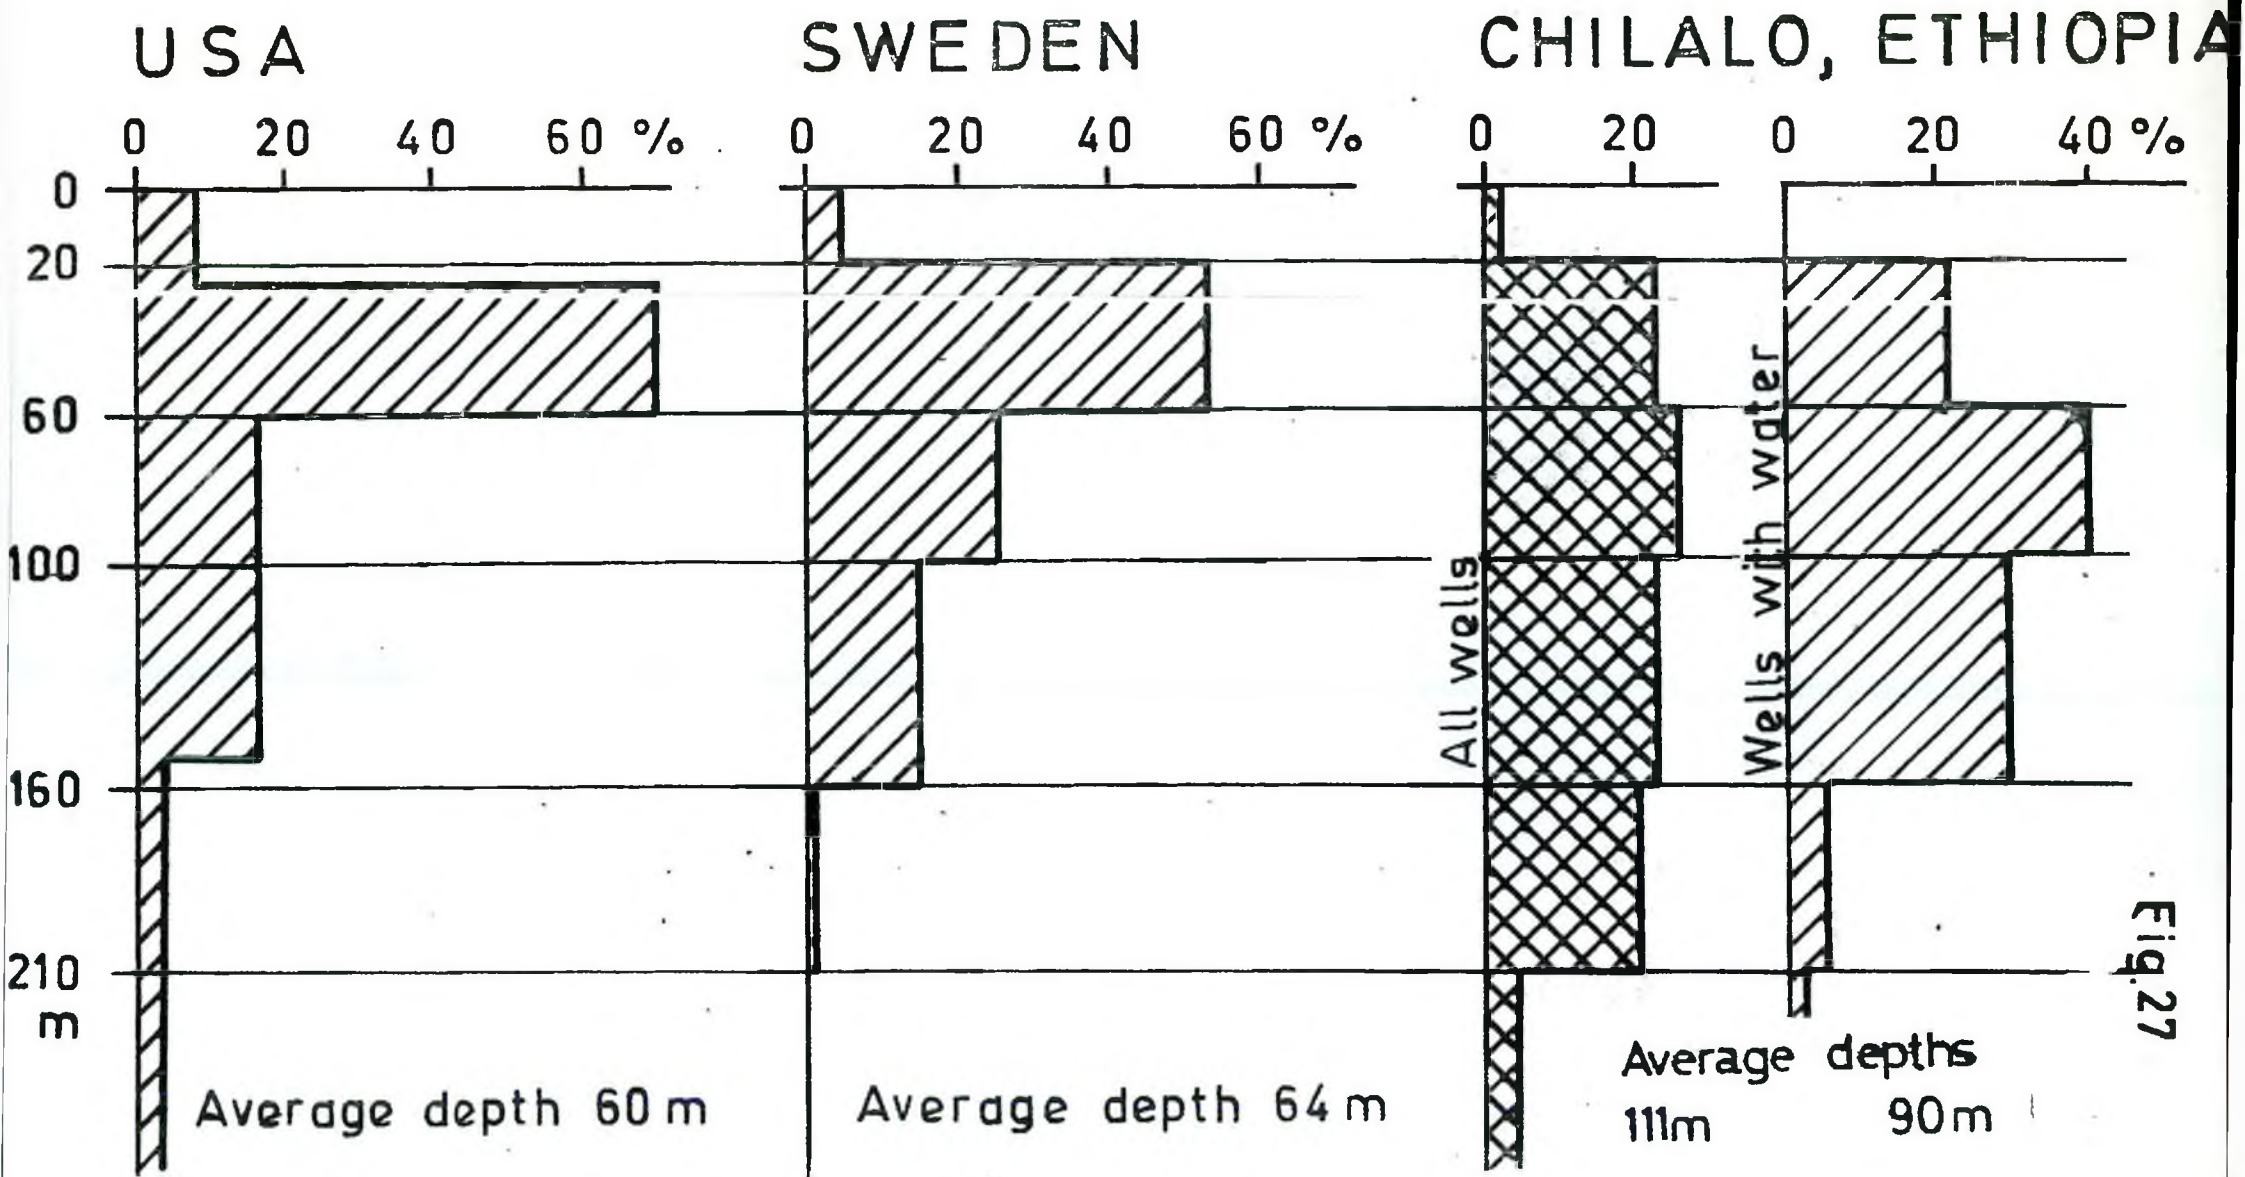 USA SWEDEN CHILALO, ETHIOPIA
0 20 40 60 % 0 20 40 60 % 0 20 0 20 40 %
0
20
60
100
160
210
m
All wells
Wells with water
Fig. 27
Average depth 60 m
Average depth 64 m
Average depths
111m 90m